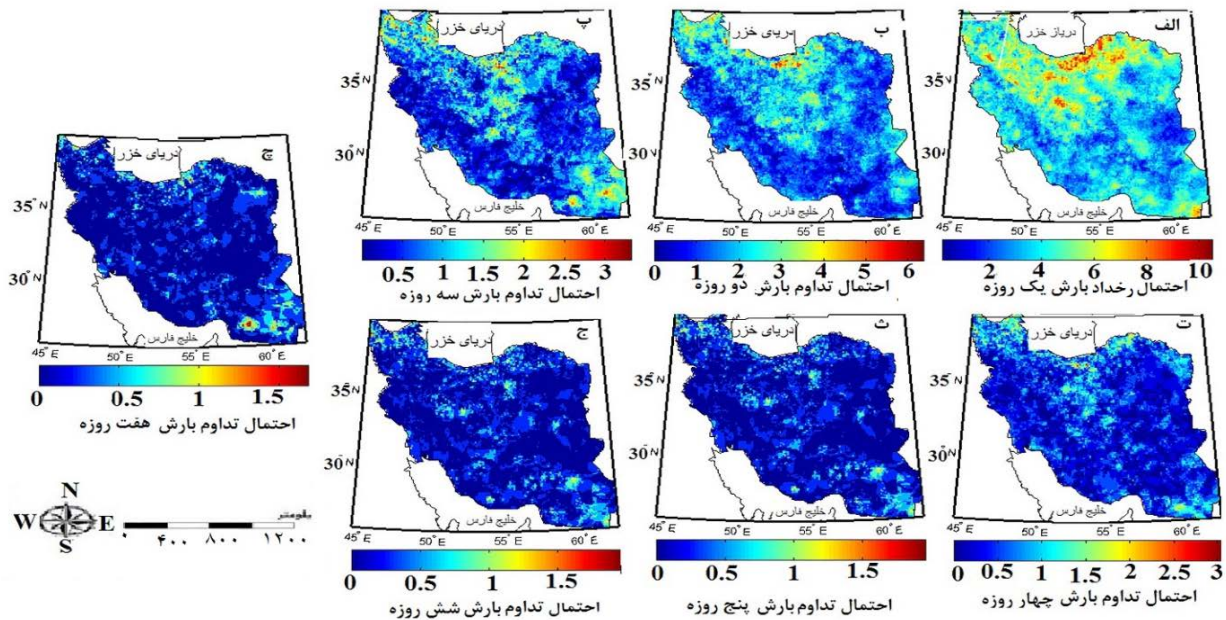 الف
دریاز خزر
35°N
30°N
45°E
50°E
55°E
60°E
2 4 6 8 10
احتمال رخداد بارش یک روزه
ب
دریای خزر
35°N
30°N
خلیج فارس
45°E
50°E
55°E
60°E
0 1 2 3 4 5 6
احتمال تداوم بارش دو روزه
پ
دریای خزر
35°N
30°N
خلیج فارس
45°E
50°E
55°E
60°E
0.5 1 1.5 2 2.5 3
احتمال تداوم بارش سه روزه
ت
دریای خزر
35°N
30°N
خلیج فارس
45°E
50°E
55°E
60°E
0 0.5 1 1.5 2 2.5 3
احتمال تداوم بارش چهار روزه
ث
دریای خزر
35°N
30°N
خلیج فارس
45°E
50°E
55°E
60°E
0 0.5 1 1.5
احتمال تداوم بارش پنج روزه
ج
دریای خزر
35°N
30°N
خلیج فارس
45°E
50°E
55°E
60°E
0 0.5 1 1.5
احتمال تداوم بارش شش روزه
چ
دریای خزر
35°N
30°N
خلیج فارس
45°E
50°E
55°E
60°E
0 0.5 1 1.5
احتمال تداوم بارش هفت روزه
N
W E
S
۰ ۴۰۰ ۸۰۰ ۱۲۰۰